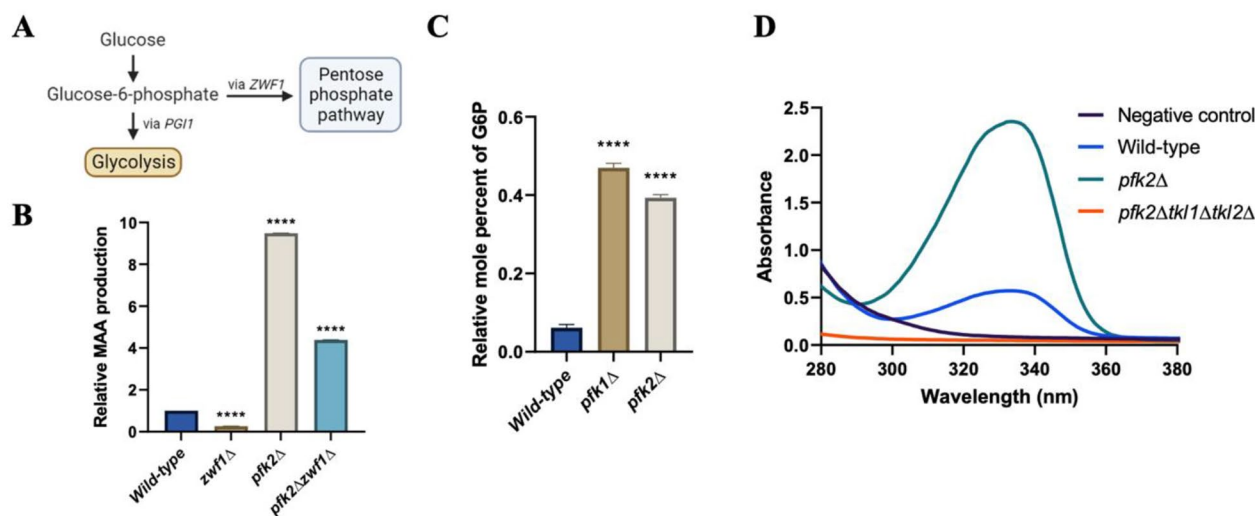 A
Glucose
Glucose-6-phosphate
via ZWF1
Pentose
phosphate
pathway
via PGI1
Glycolysis
B
Relative MAA production
10
8
6
4
2
0
****
****
****
Wild-type
zwf1Δ
pfk2Δ
pfk2Δzwf1Δ
C
Relative mole percent of G6P
0.6
0.4
0.2
0.0
****
****
Wild-type
pfk1Δ
pfk2Δ
D
Absorbance
2.5
2.0
1.5
1.0
0.5
0.0
280
300
320
340
360
380
Wavelength (nm)
Negative control
Wild-type
pfk2Δ
pfk2Δtkl1Δtkl2Δ